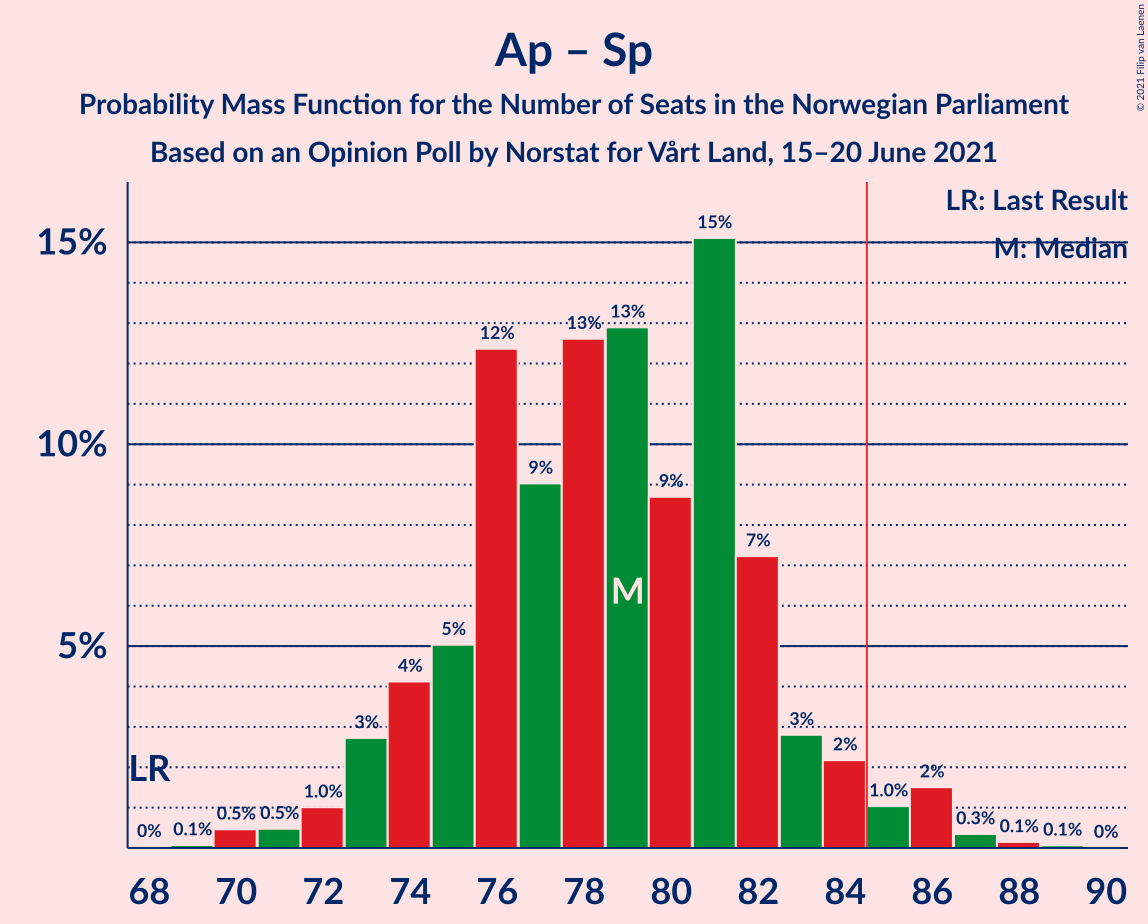 Ap – Sp
Probability Mass Function for the Number of Seats in the Norwegian Parliament
Based on an Opinion Poll by Norstat for Vårt Land, 15–20 June 2021
© 2021 Filip van Laenen
LR: Last Result
M: Median
15%
10%
5%
LR
M
0%
0.1%
0.5%
0.5%
1.0%
3%
4%
5%
12%
9%
13%
13%
9%
15%
7%
3%
2%
1.0%
2%
0.3%
0.1%
0.1%
0%
68 70 72 74 76 78 80 82 84 86 88 90